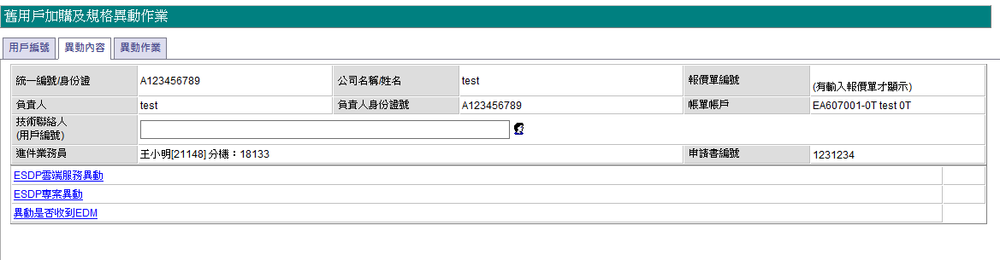 舊用戶加購及規格異動作業
用戶編號 異動內容 異動作業
統一編號/身份證 A123456789 公司名稱/姓名 test 報價單編號 (有輸入報價單才顯示)
負責人 test 負責人身份證號 A123456789 帳單帳戶 EA607001-0T test 0T
技術聯絡人
(用戶編號)
進件業務員 王小明[21148] 分機：18133 申請書編號 1231234
ESDP雲端服務異動
ESDP專案異動
異動是否收到EDM